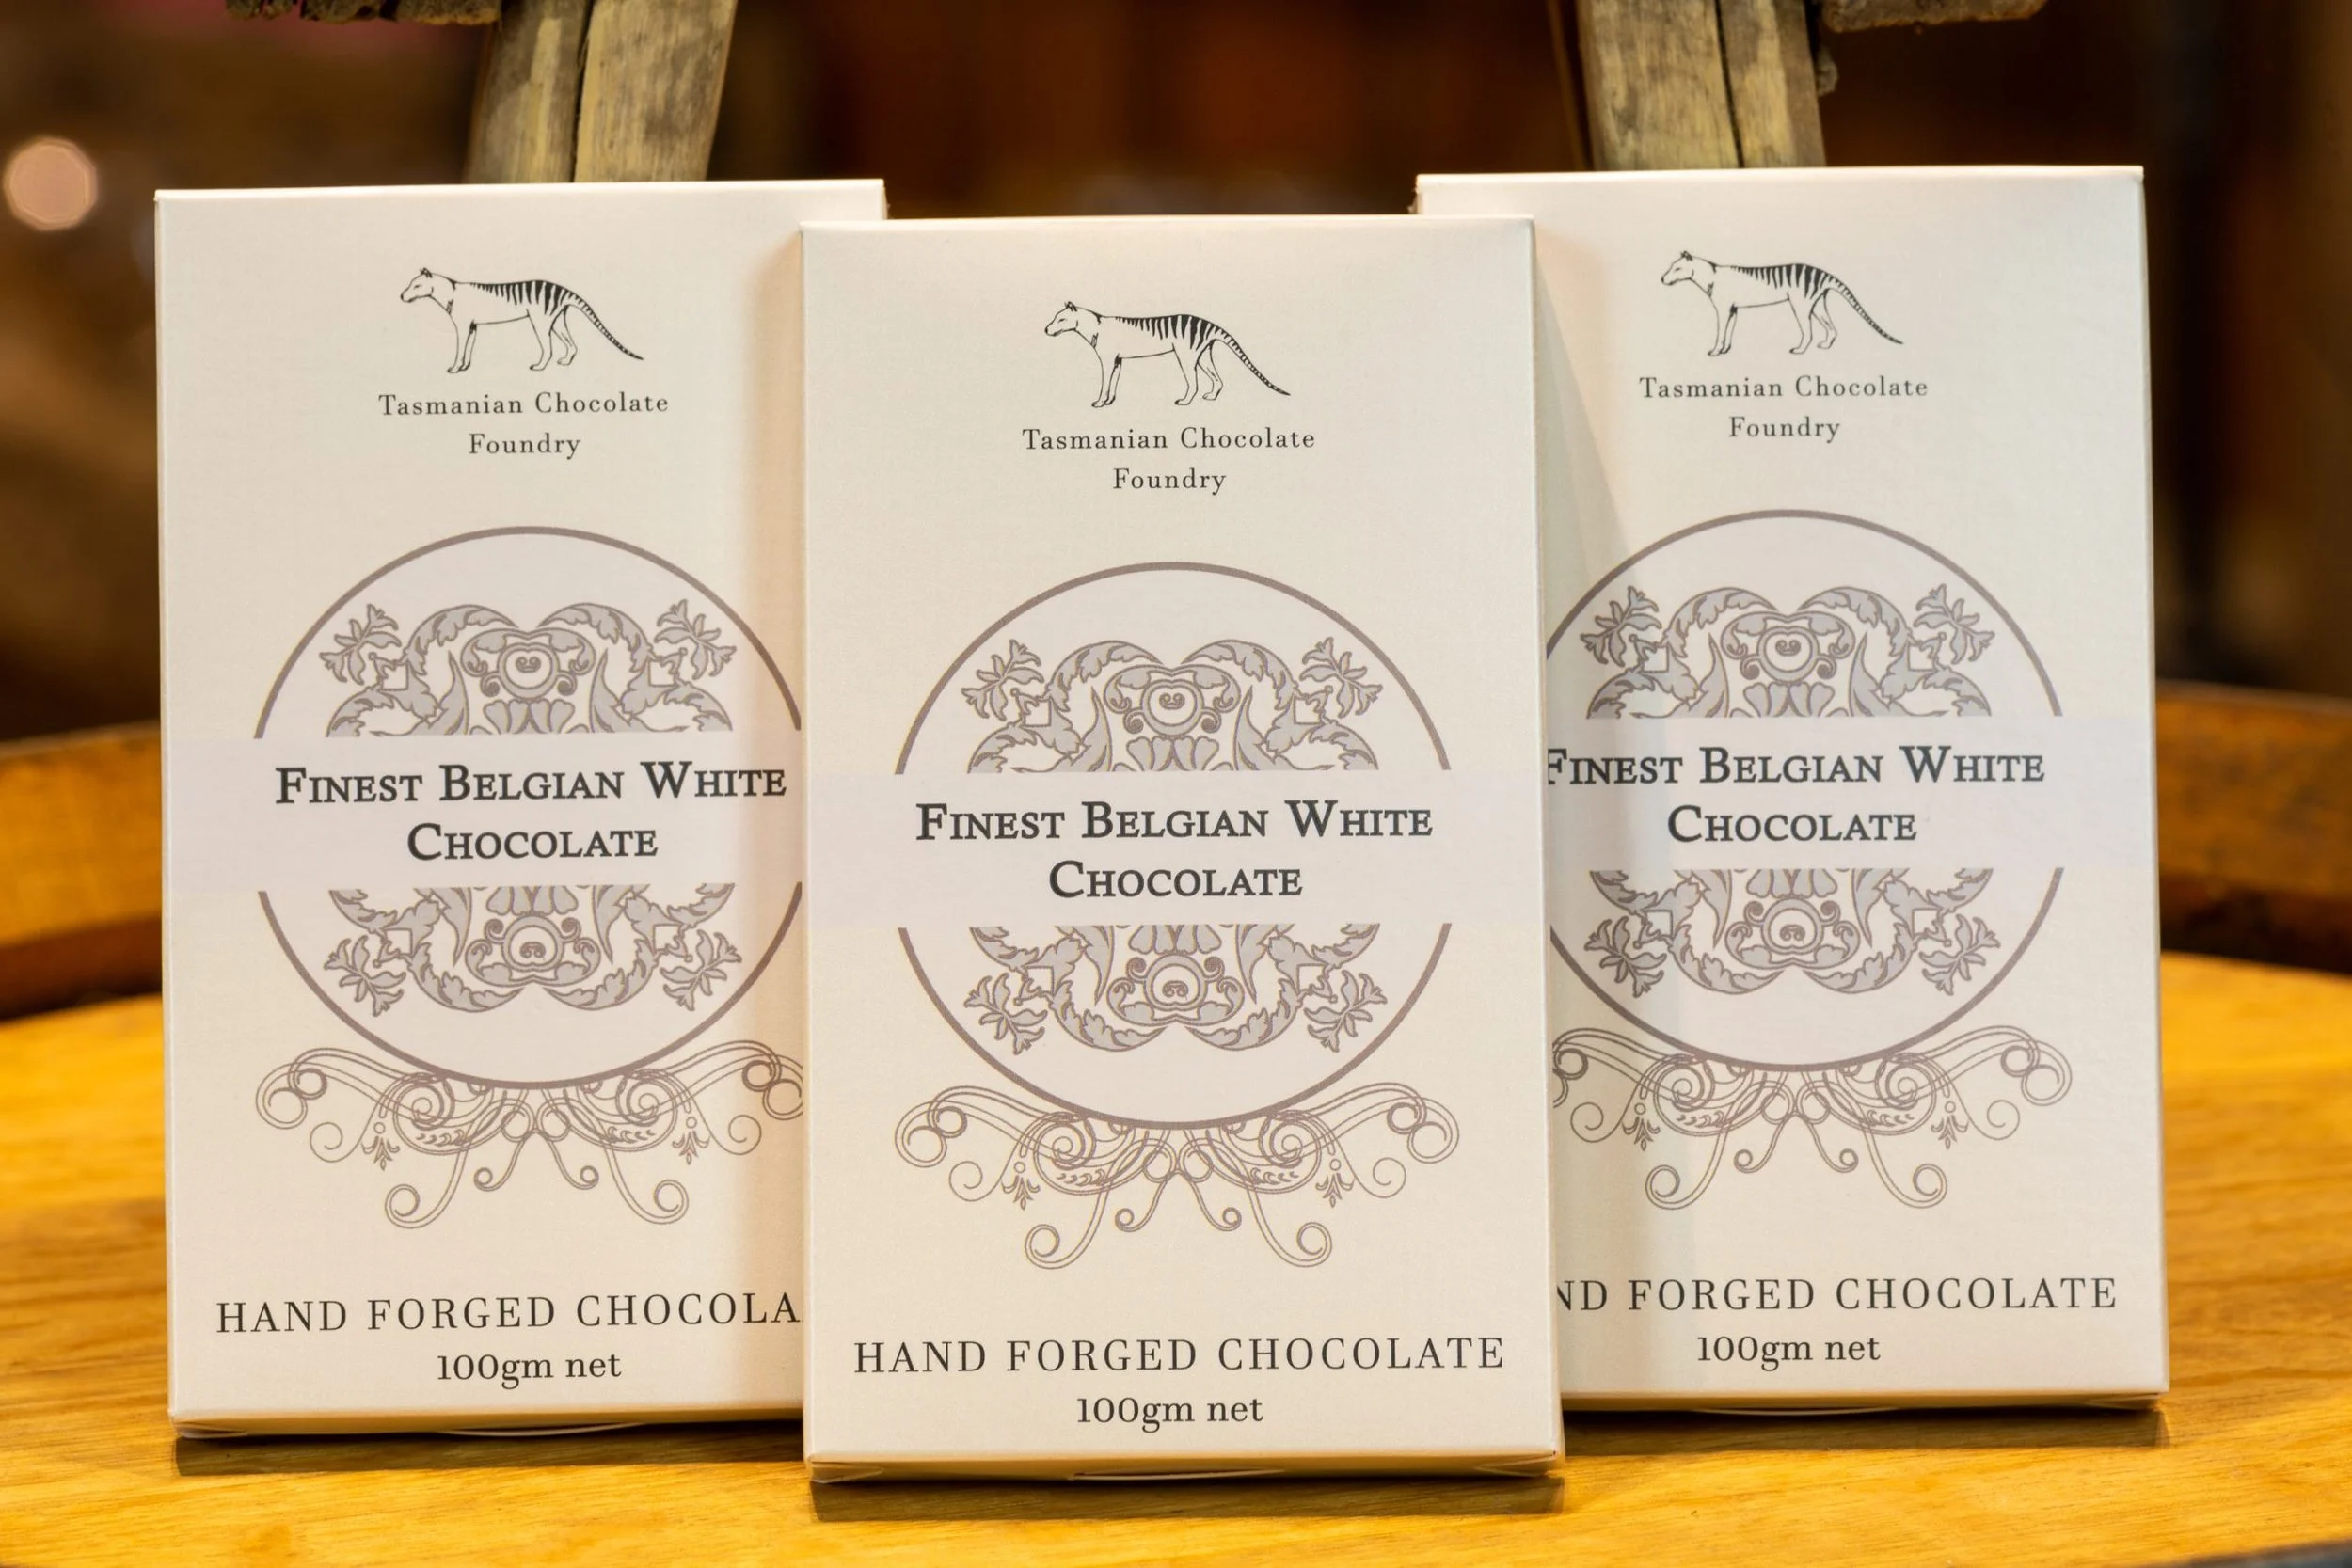 Tasmanian Chocolate
Foundry
FINEST BELGIAN WHITE
CHOCOLATE
HAND FORGED CHOCOLA
100gm net
Tasmanian Chocolate
Foundry
FINEST BELGIAN WHITE
CHOCOLATE
HAND FORGED CHOCOLATE
100gm net
Tasmanian Chocolate
Foundry
FINEST BELGIAN WHITE
CHOCOLATE
ND FORGED CHOCOLATE
100gm net